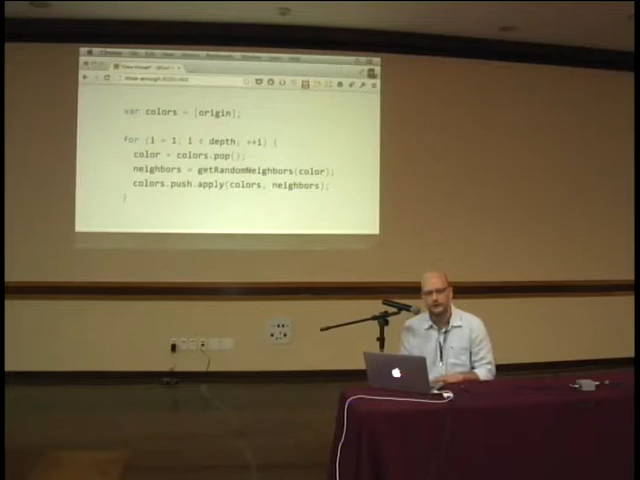 var colors = [origin];
for (i = 1; i < depth; ++i) {
color = colors.pop();
neighbors = getRandomNeighbors(color);
colors.push.apply(colors, neighbors);
}